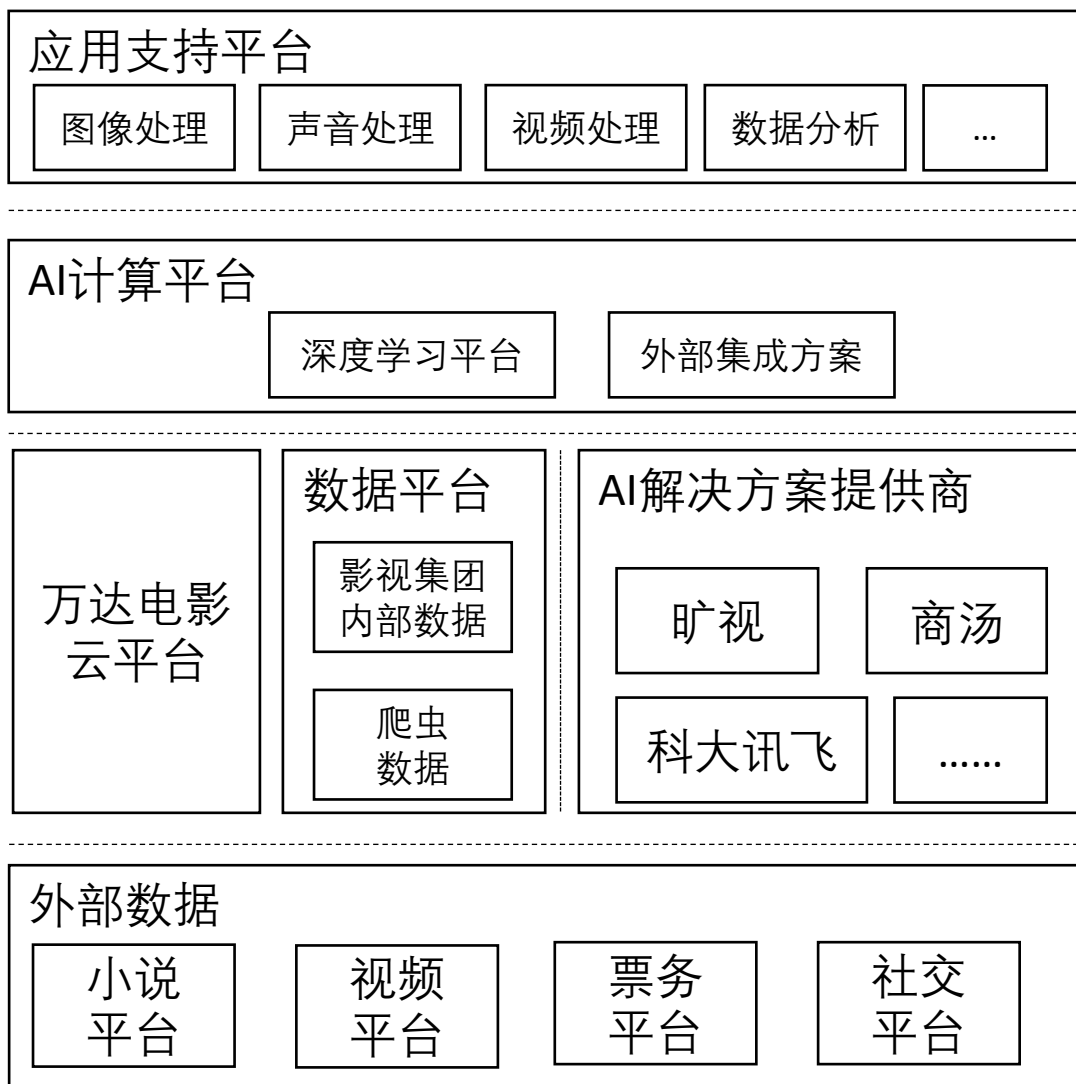 应用支持平台
图像处理
声音处理
视频处理
数据分析
...
AI计算平台
深度学习平台
外部集成方案
万达电影
云平台
数据平台
影视集团
内部数据
爬虫
数据
AI解决方案提供商
旷视
商汤
科大讯飞
......
外部数据
小说
平台
视频
平台
票务
平台
社交
平台